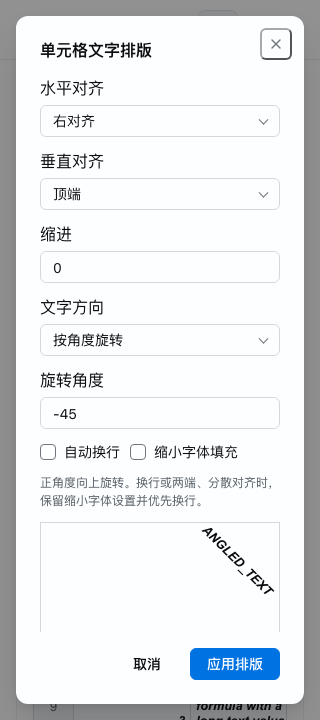 单元格文字排版
水平对齐
右对齐
垂直对齐
顶端
缩进
0
文字方向
按角度旋转
旋转角度
-45
自动换行 缩小字体填充
正角度向上旋转。换行或两端、分散对齐时，
保留缩小字体设置并优先换行。
ANGLED_TEXT
取消 应用排版
9 formula with a